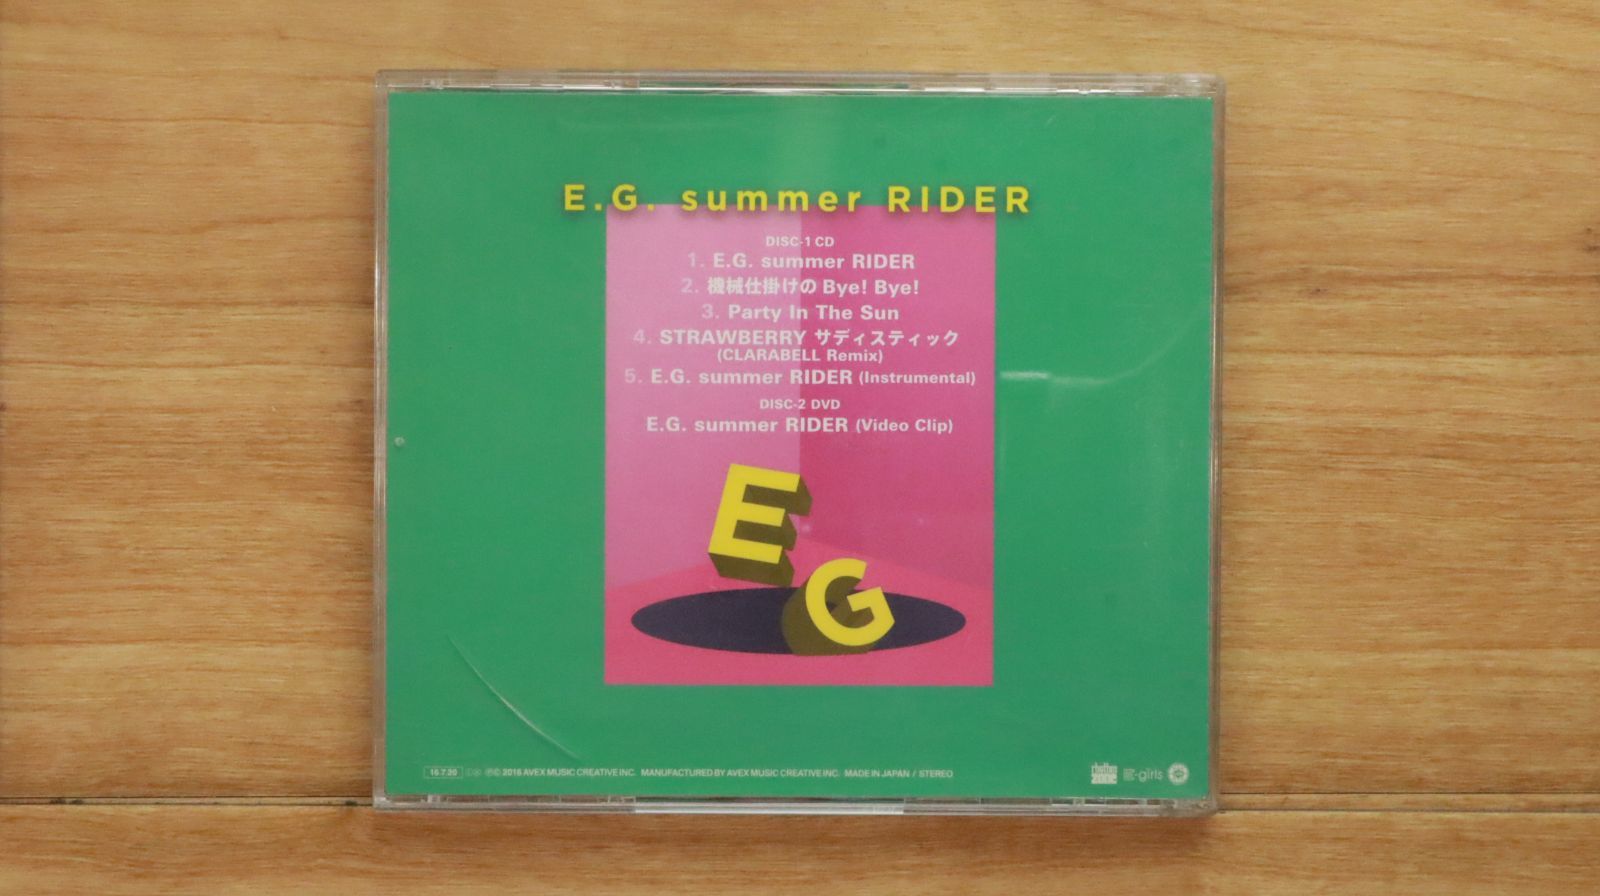 E.G. summer RIDER
DISC-1 CD
1. E.G. summer RIDER
2. 機械仕掛けの Bye! Bye!
3. Party In The Sun
4. STRAWBERRY サディスティック
(CLARABELL Remix)
5. E.G. summer RIDER (Instrumental)
DISC-2 DVD
E.G. summer RIDER (Video Clip)
E
G
16.7.20 ℗© 2016 AVEX MUSIC CREATIVE INC. MANUFACTURED BY AVEX MUSIC CREATIVE INC. MADE IN JAPAN / STEREO
rhythm zone E-girls